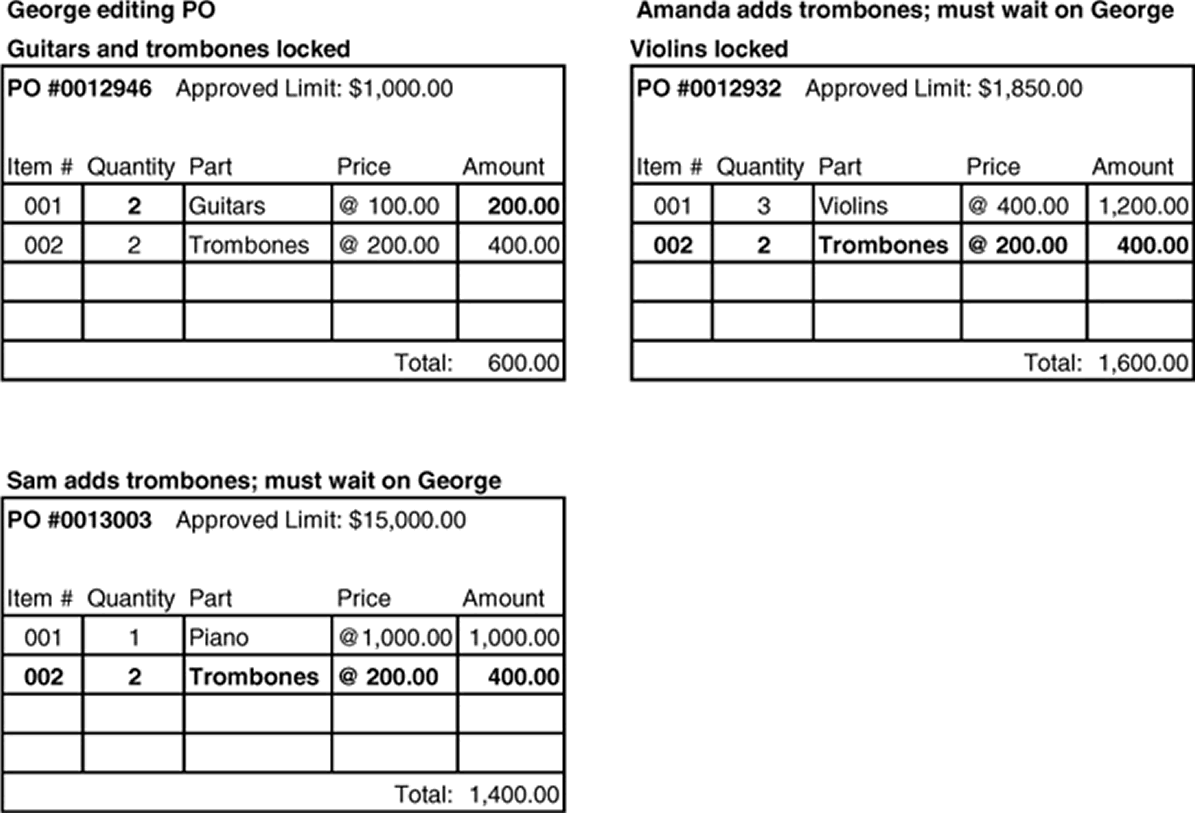 George editing PO
Guitars and trombones locked
PO #0012946 Approved Limit: $1,000.00
Item # Quantity Part Price Amount
001 2 Guitars @ 100.00 200.00
002 2 Trombones @ 200.00 400.00
Total: 600.00
Amanda adds trombones; must wait on George
Violins locked
PO #0012932 Approved Limit: $1,850.00
Item # Quantity Part Price Amount
001 3 Violins @ 400.00 1,200.00
002 2 Trombones @ 200.00 400.00
Total: 1,600.00
Sam adds trombones; must wait on George
PO #0013003 Approved Limit: $15,000.00
Item # Quantity Part Price Amount
001 1 Piano @1,000.00 1,000.00
002 2 Trombones @ 200.00 400.00
Total: 1,400.00